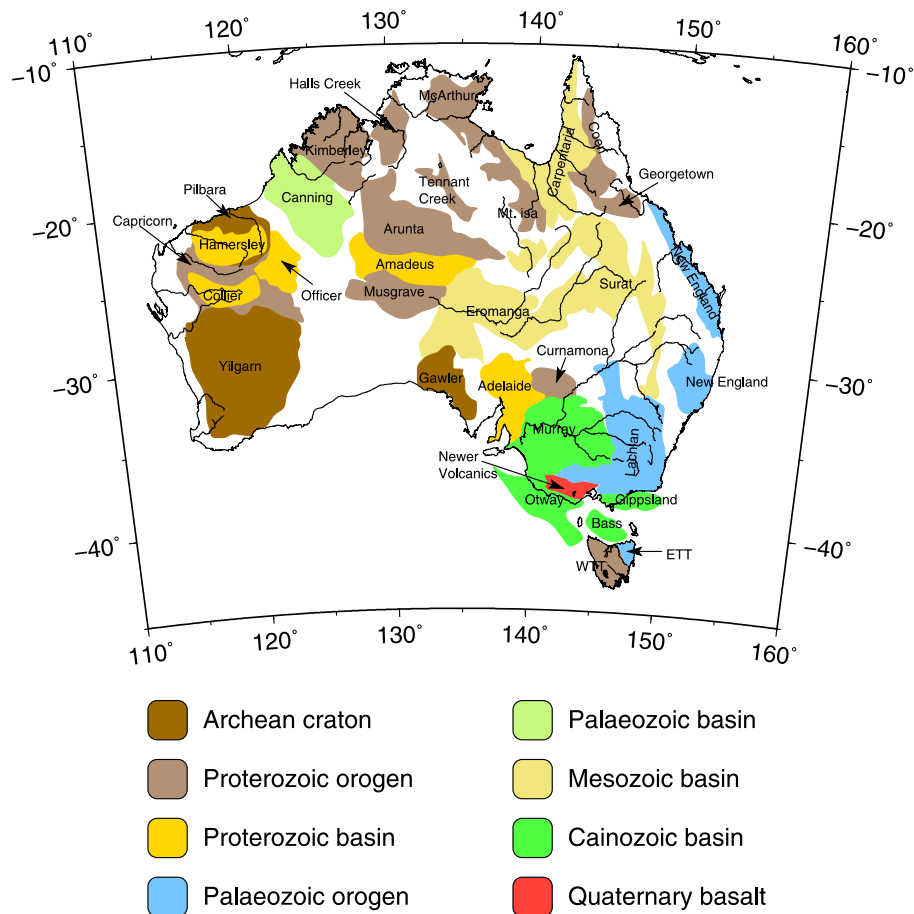 110˚
120˚
130˚
140˚
150˚
160˚
−10˚
−10˚
Halls Creek
McArthur
Kimberley
Coen
Carpentaria
Georgetown
Canning
Tennant
Creek
Mt. isa
Pilbara
Capricorn
−20˚
−20˚
Hamersley
Arunta
Amadeus
New England
Collier
Officer
Musgrave
Surat
Eromanga
Curnamona
Yilgarn
Gawler
Adelaide
New England
−30˚
−30˚
Murray
Lachlan
Newer
Volcanics
Otway
Gippsland
Bass
−40˚
−40˚
WTT
ETT
110˚
120˚
130˚
140˚
150˚
160˚
Archean craton
Proterozoic orogen
Proterozoic basin
Palaeozoic orogen
Palaeozoic basin
Mesozoic basin
Cainozoic basin
Quaternary basalt